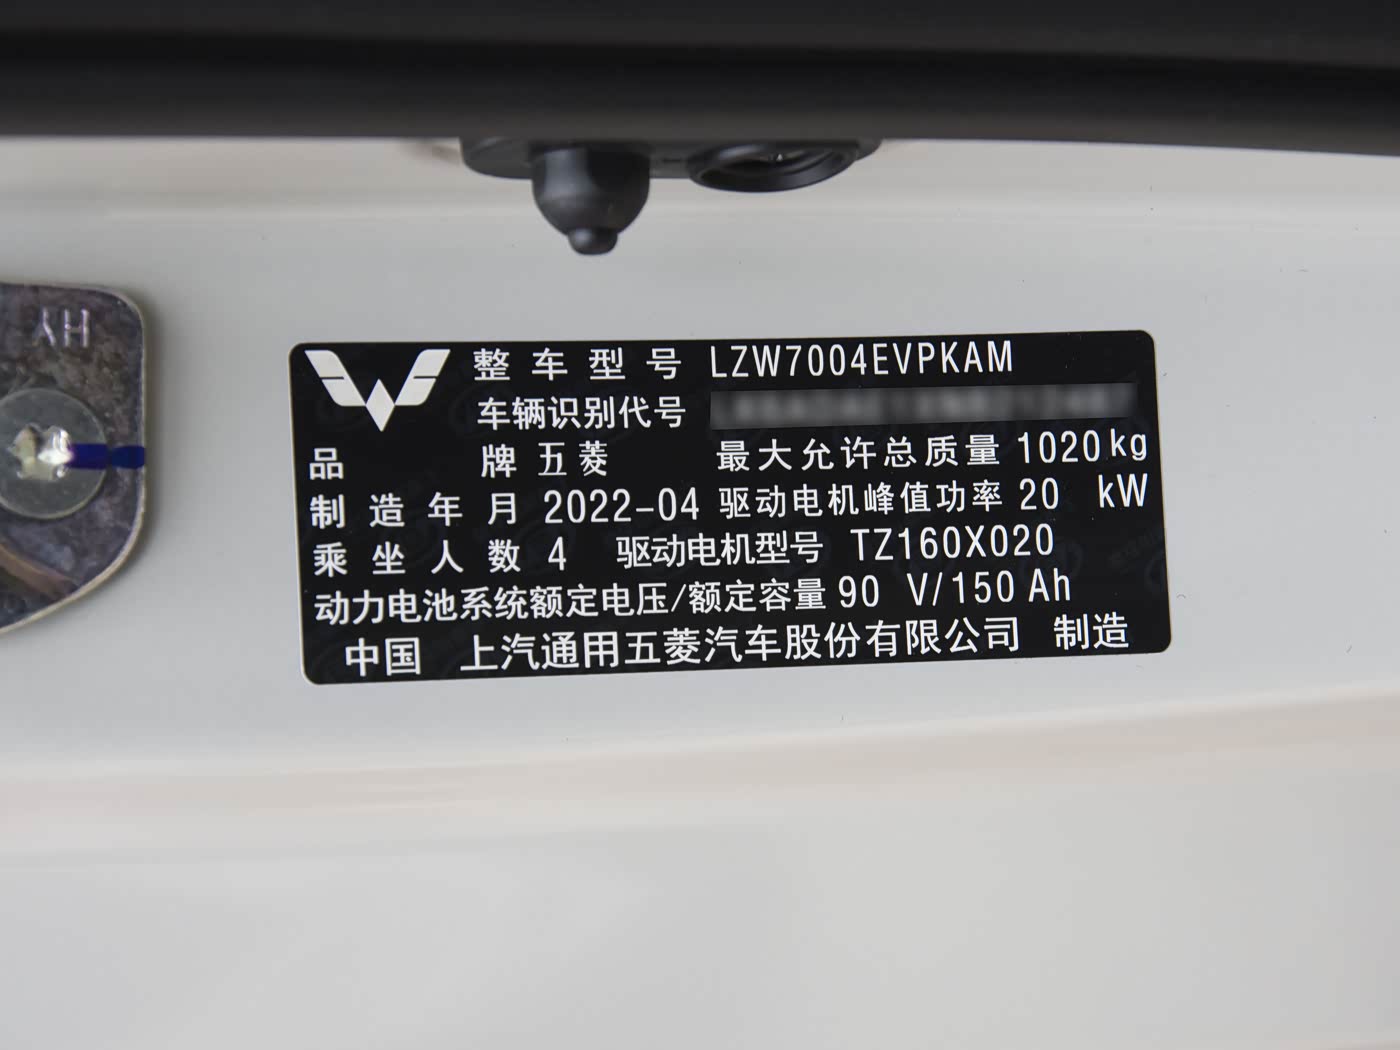 HY
整车型号 LZW7004EVPKAM
车辆识别代号
品牌 五菱 最大允许总质量 1020kg
制造年月 2022-04 驱动电机峰值功率 20 kW
乘坐人数 4 驱动电机型号 TZ160X020
动力电池系统额定电压/额定容量 90 V/150 Ah
中国 上汽通用五菱汽车股份有限公司 制造